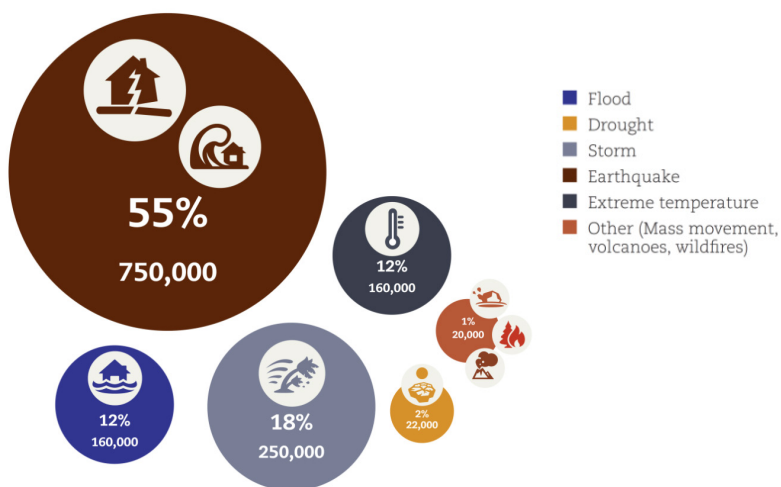 55%
750,000
12%
160,000
1%
20,000
12%
160,000
18%
250,000
2%
22,000
Flood
Drought
Storm
Earthquake
Extreme temperature
Other (Mass movement,
volcanoes, wildfires)